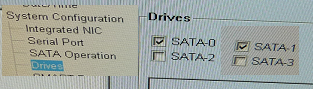 System Configuration
Integrated NIC
Serial Port
SATA Operation
Drives
Drives
SATA-0
SATA-1
SATA-2
SATA-3